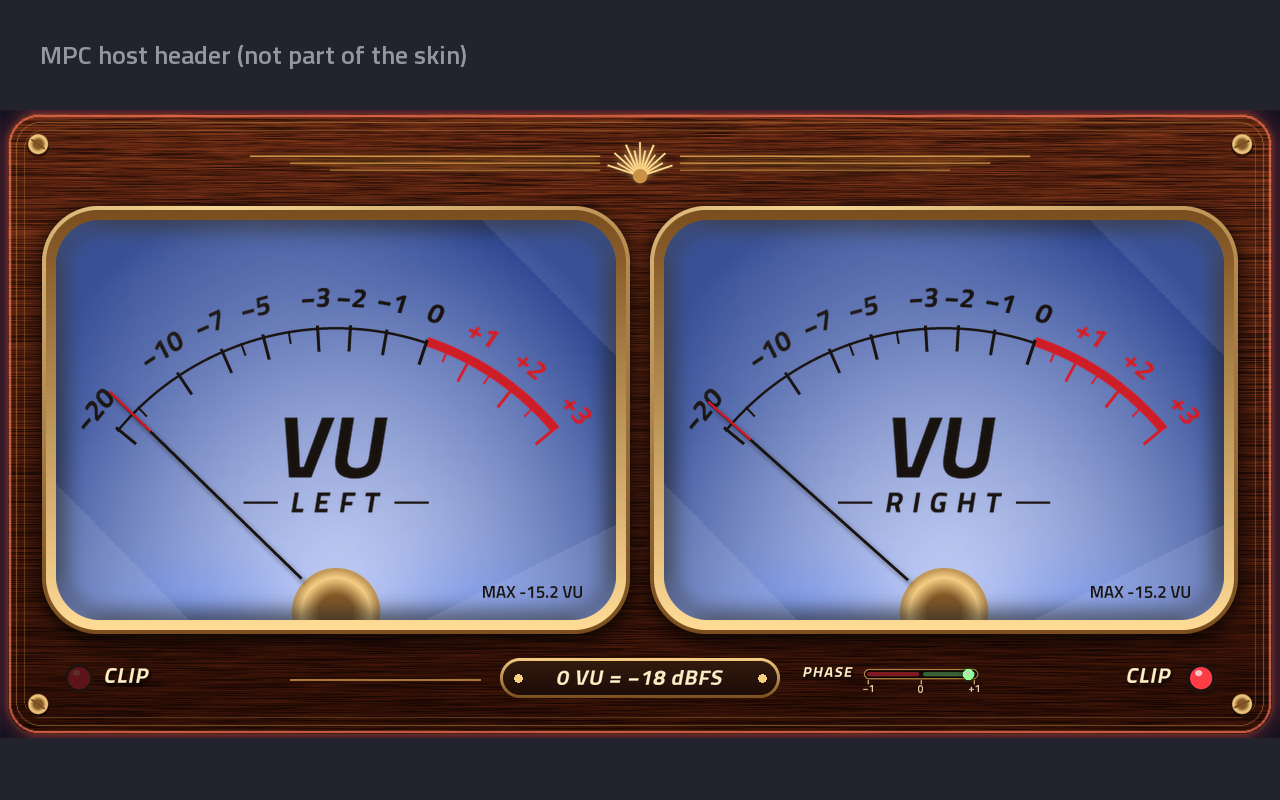 MPC host header (not part of the skin)
−20 −10 −7 −5 −3 −2 −1 0 +1 +2 +3
VU
LEFT
MAX -15.2 VU
−20 −10 −7 −5 −3 −2 −1 0 +1 +2 +3
VU
RIGHT
MAX -15.2 VU
CLIP
0 VU = −18 dBFS
PHASE
−1 0 +1
CLIP